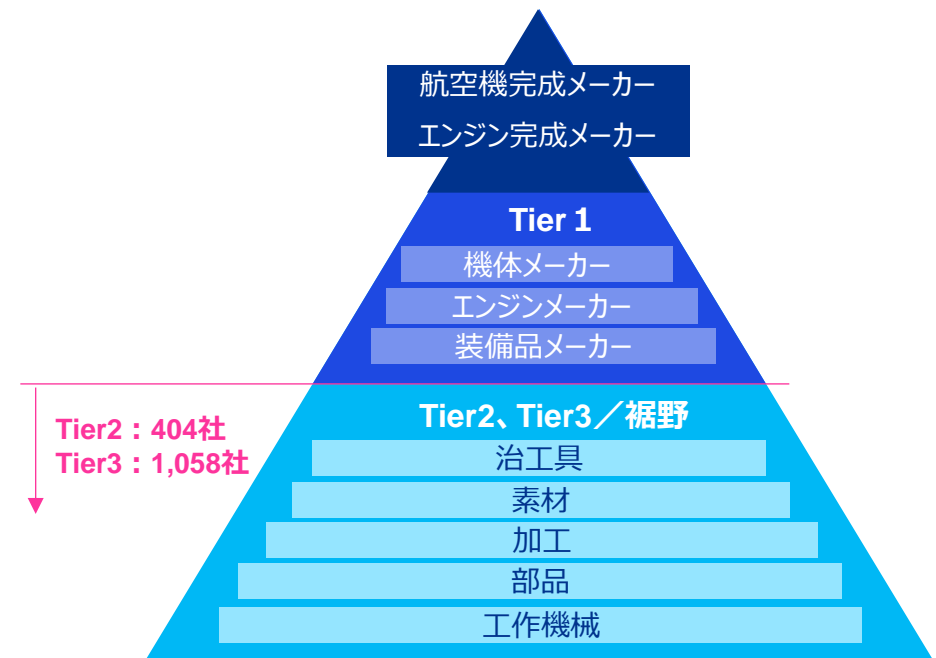 航空機完成メーカー
エンジン完成メーカー
Tier 1
機体メーカー
エンジンメーカー
装備品メーカー
Tier2、Tier3／裾野
Tier2：404社
Tier3：1,058社
治工具
素材
加工
部品
工作機械